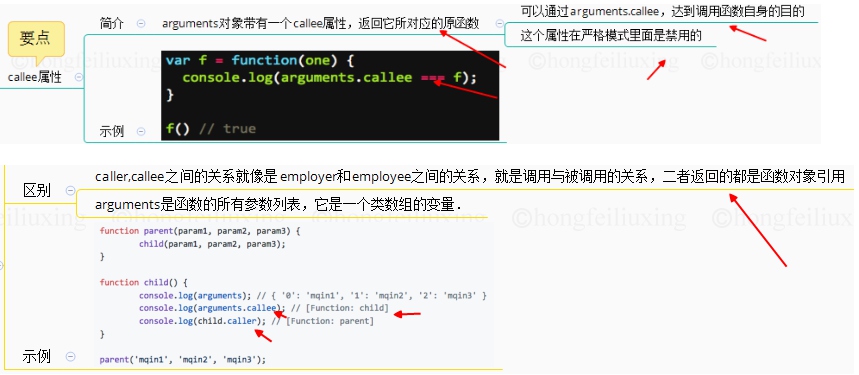 简介
arguments对象带有一个callee属性，返回它所对应的原函数
可以通过arguments.callee，达到调用函数自身的目的
这个属性在严格模式里面是禁用的
要点
callee属性
var f = function(one) {
console.log(arguments.callee === f);
}
f() // true
示例
©hongfeiliuxing
©hongfeiliuxing
区别
caller,callee之间的关系就像是 employer和employee之间的关系，就是调用与被调用的关系，二者返回的都是函数对象引用
arguments是函数的所有参数列表，它是一个类数组的变量．
©hongfeiliuxing
©hongfeiliuxing
function parent(param1, param2, param3) {
child(param1, param2, param3);
}
function child() {
console.log(arguments); // { '0': 'mqin1', '1': 'mqin2', '2': 'mqin3' }
console.log(arguments.callee); // [Function: child]
console.log(child.caller); // [Function: parent]
}
parent('mqin1', 'mqin2', 'mqin3');
示例